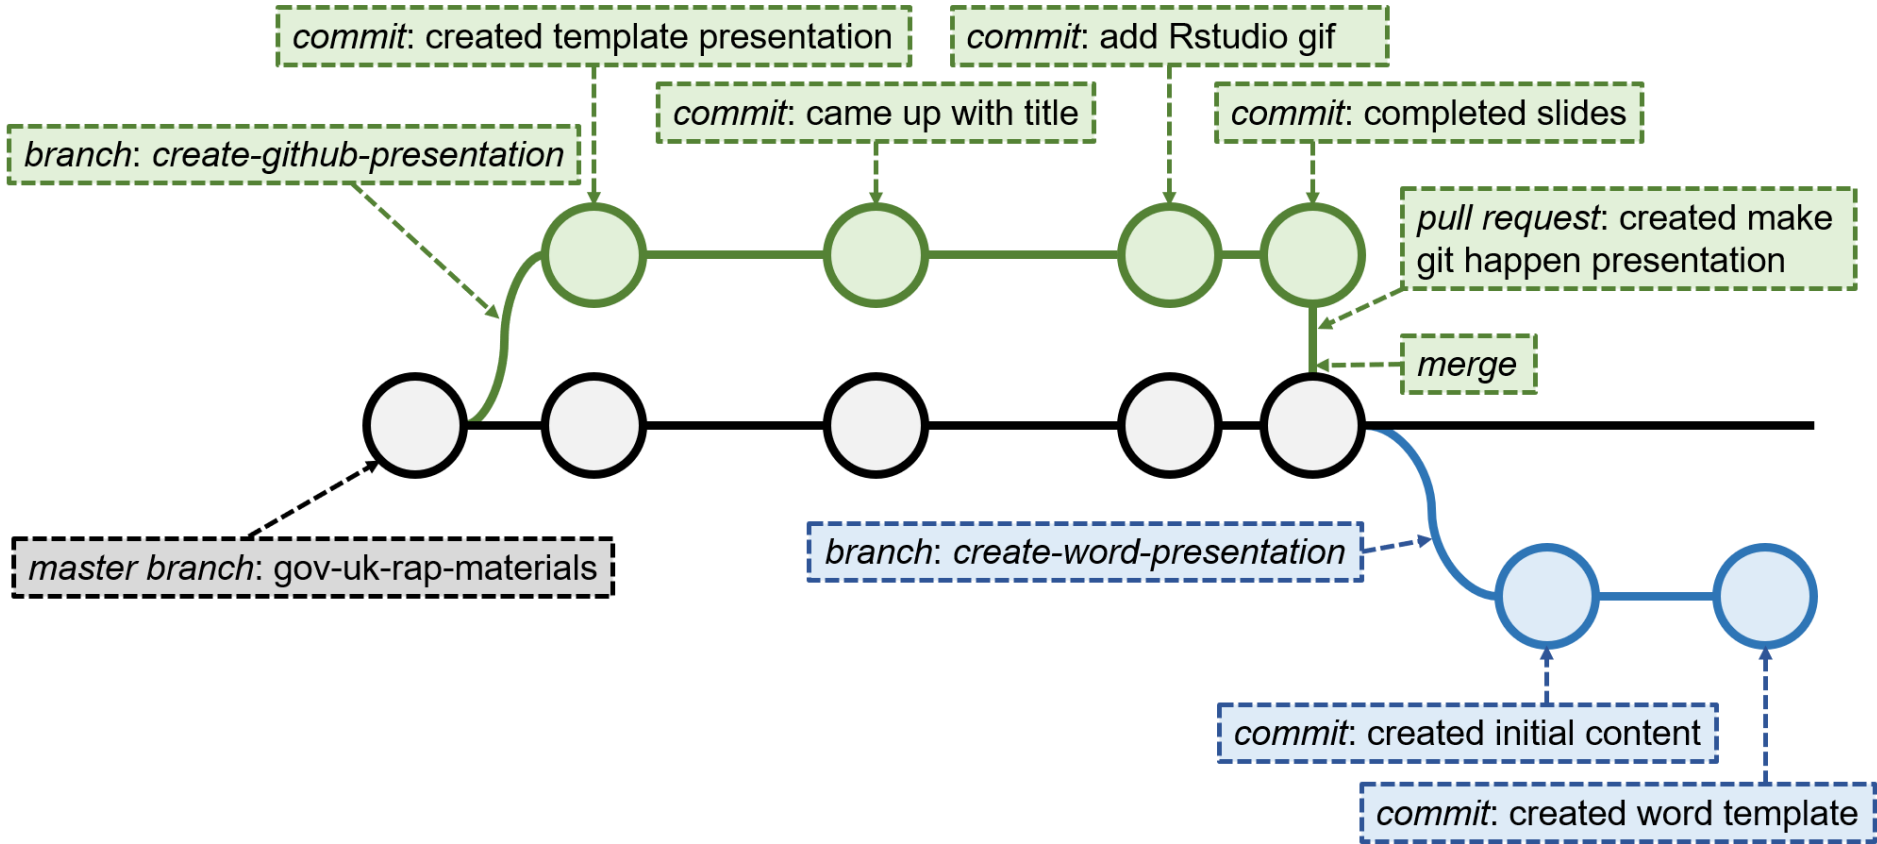 commit: created template presentation
commit: add Rstudio gif
commit: came up with title
commit: completed slides
branch: create-github-presentation
pull request: created make
git happen presentation
merge
master branch: gov-uk-rap-materials
branch: create-word-presentation
commit: created initial content
commit: created word template